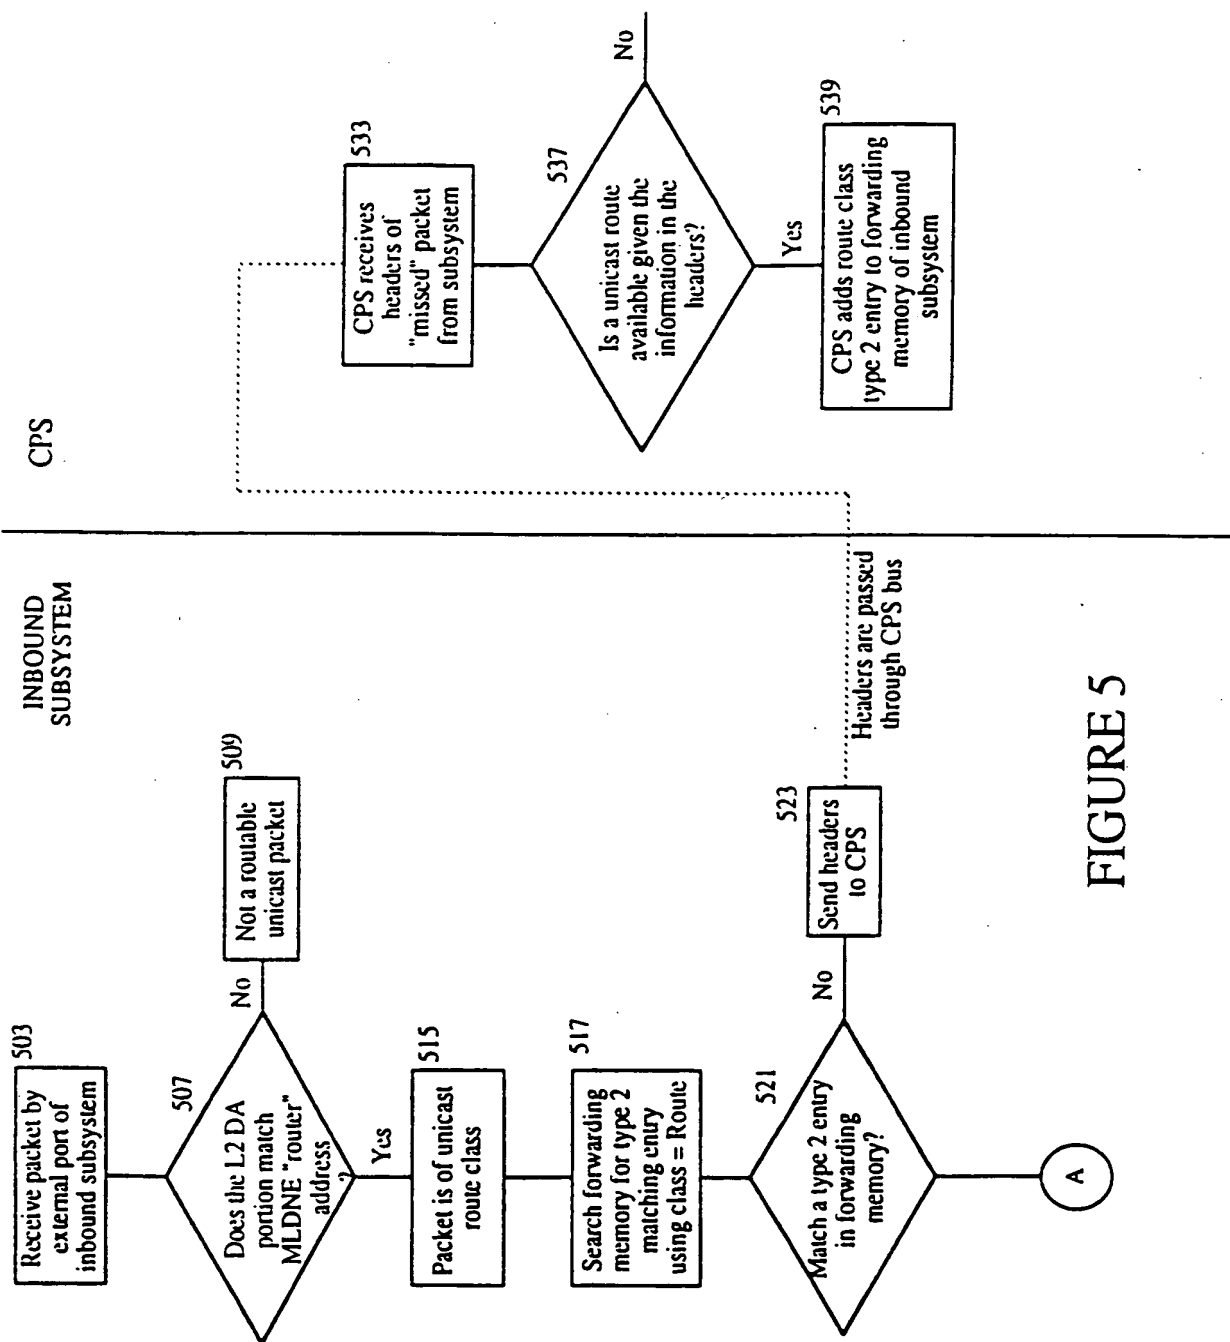 INBOUND
SUBSYSTEM
CPS
503
Receive packet by
external port of
inbound subsystem
507
Does the L2 DA
portion match
MLDNE "router"
address
?
No
509
Not a routable
unicast packet
Yes
515
Packet is of unicast
route class
517
Search forwarding
memory for type 2
matching entry
using class = Route
521
Match a type 2 entry
in forwarding
memory?
No
523
Send headers
to CPS
A
Headers are passed
through CPS bus
533
CPS receives
headers of
"missed" packet
from subsystem
537
Is a unicast route
available given the
information in the
headers?
No
Yes
539
CPS adds route class
type 2 entry to forwarding
memory of inbound
subsystem
FIGURE 5